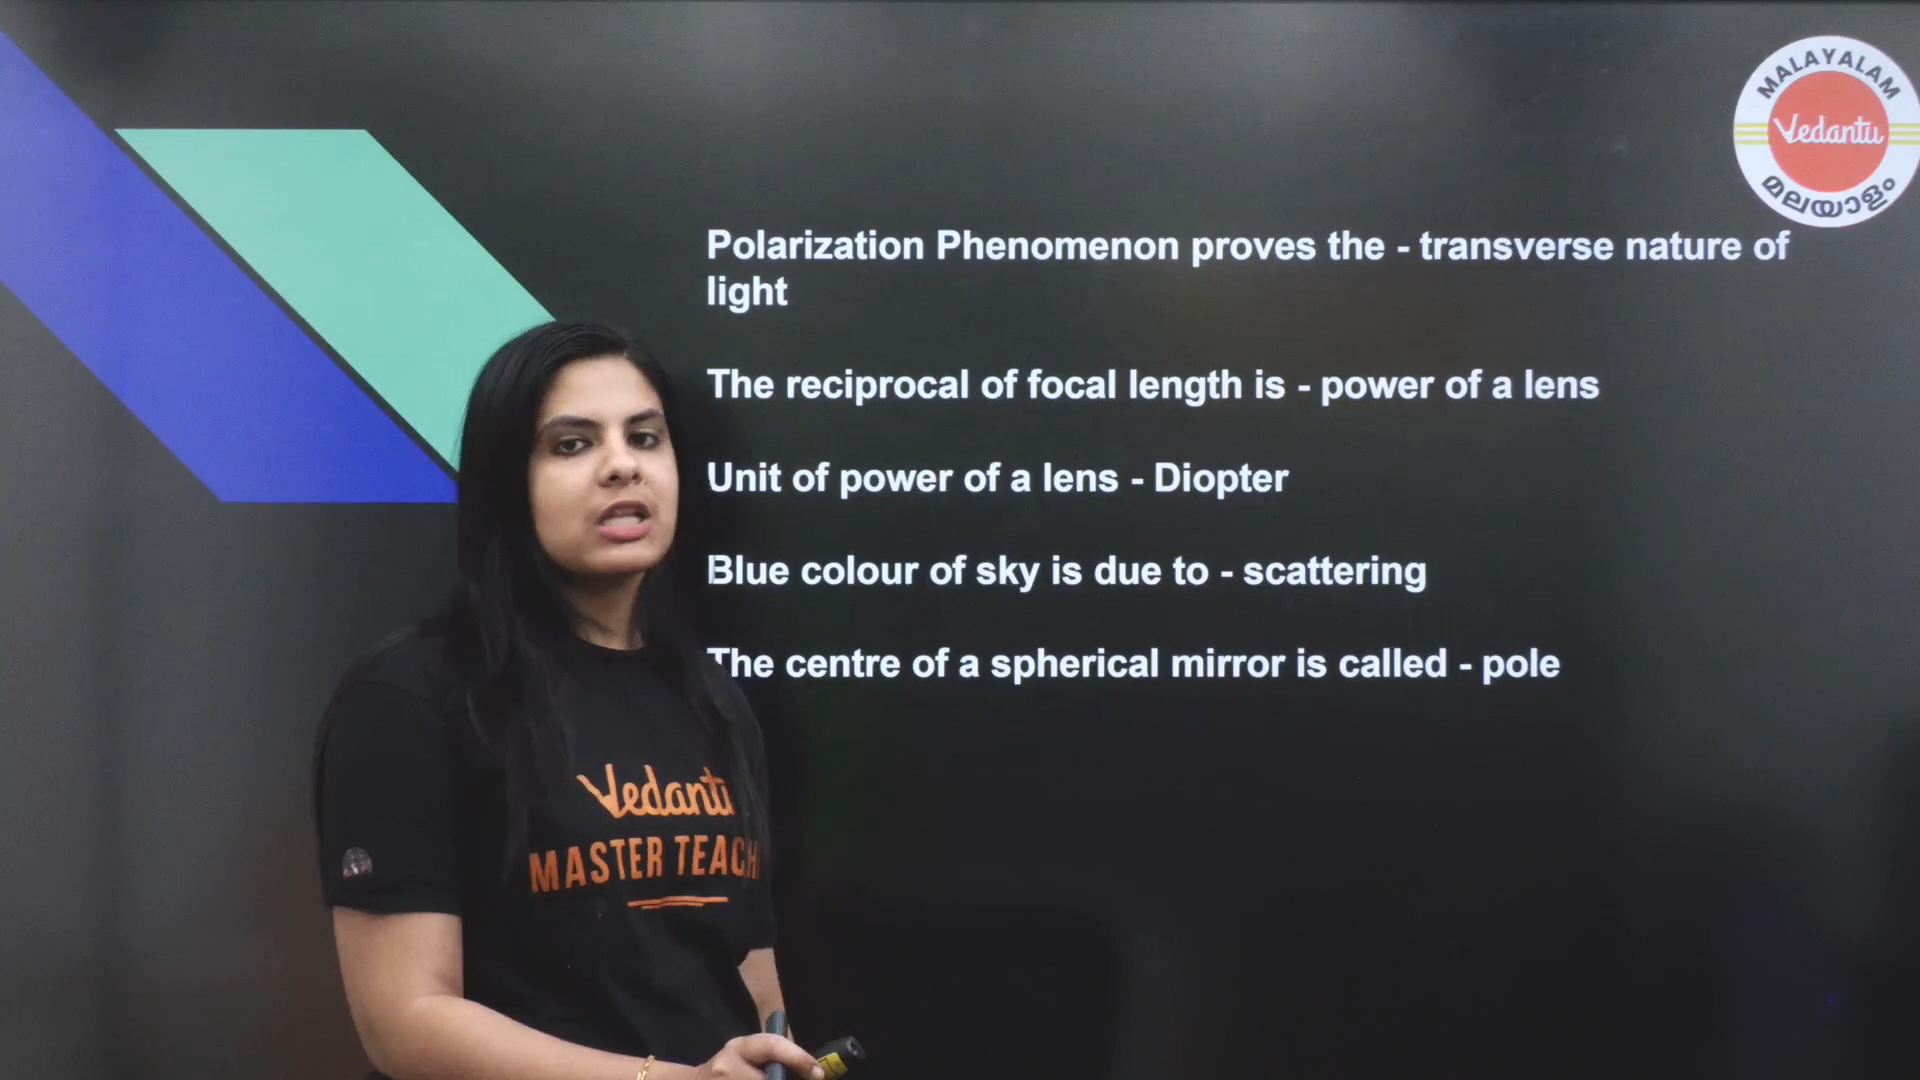 MALAYALAM
Vedantu
മലയാളം
Polarization Phenomenon proves the - transverse nature of
light
The reciprocal of focal length is - power of a lens
Unit of power of a lens - Diopter
Blue colour of sky is due to - scattering
The centre of a spherical mirror is called - pole
Vedantu
MASTER TEACH